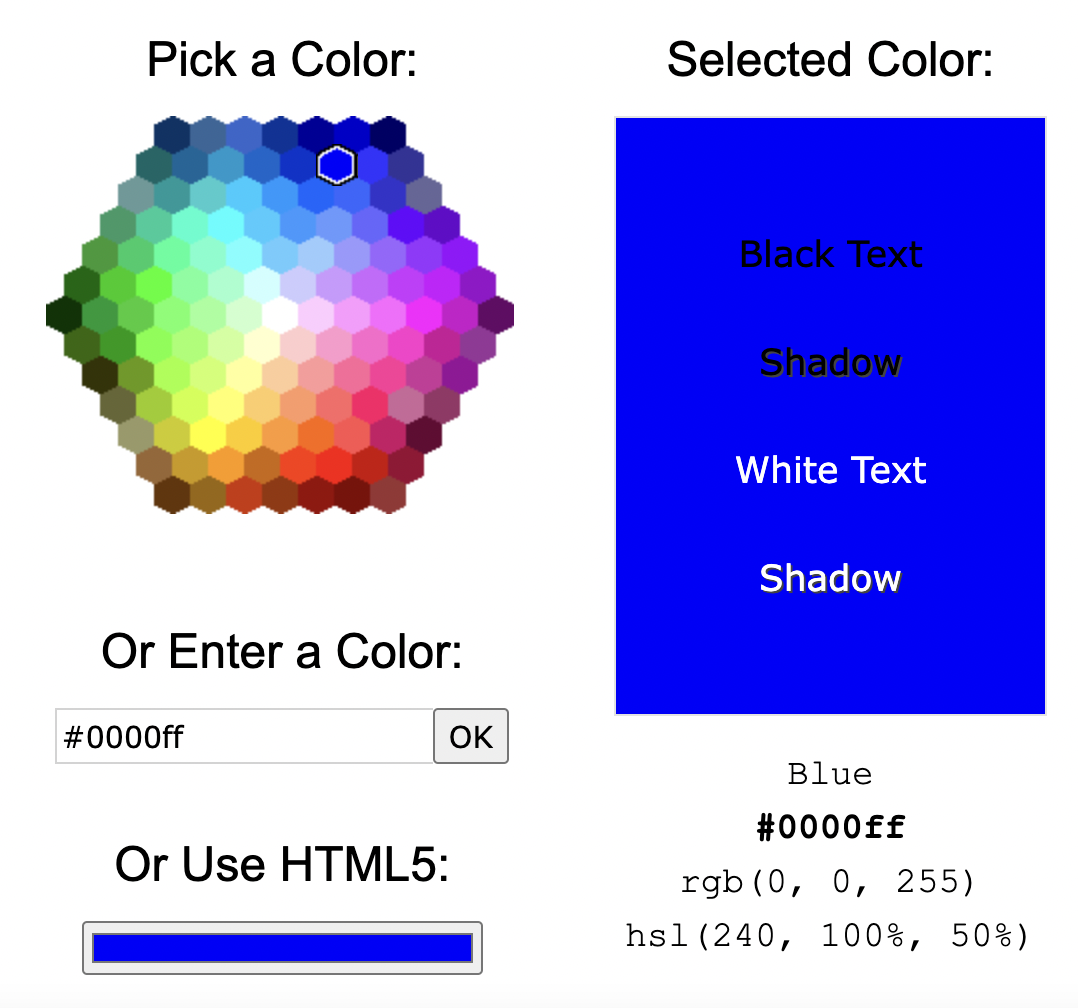 Pick a Color:
Or Enter a Color:
#0000ff
OK
Or Use HTML5:
Selected Color:
Black Text
Shadow
White Text
Shadow
Blue
#0000ff
rgb(0, 0, 255)
hsl(240, 100%, 50%)